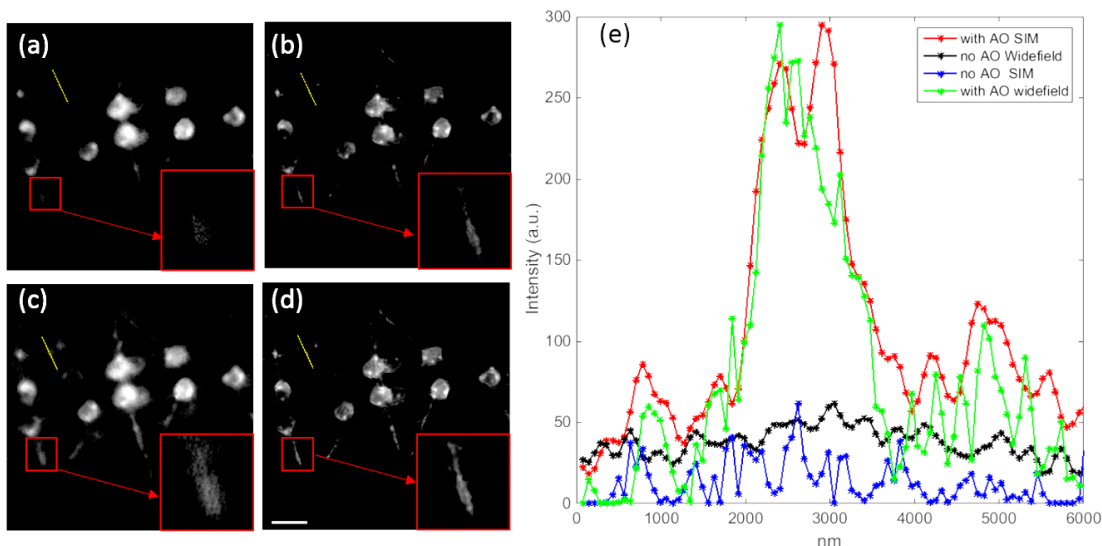 (a)
(b)
(c)
(d)
(e)
with AO SIM
no AO Widefield
no AO  SIM
with AO widefield
Intensity (a.u.)
300
250
200
150
100
50
0
0 1000 2000 3000 4000 5000 6000
nm